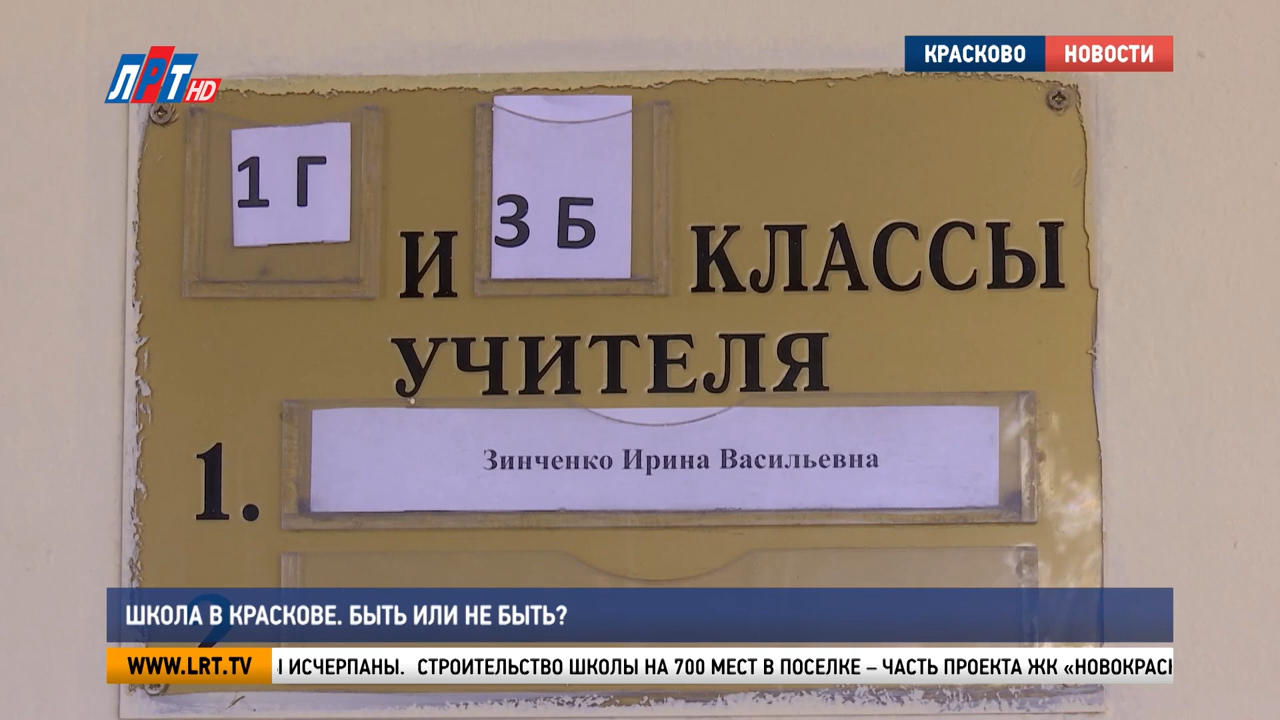 ЛРТ HD
КРАСКОВО НОВОСТИ
1 Г И 3 Б КЛАССЫ
УЧИТЕЛЯ
1. Зинченко Ирина Васильевна
ШКОЛА В КРАСКОВЕ. БЫТЬ ИЛИ НЕ БЫТЬ?
WWW.LRT.TV ИСЧЕРПАНЫ. СТРОИТЕЛЬСТВО ШКОЛЫ НА 700 МЕСТ В ПОСЕЛКЕ – ЧАСТЬ ПРОЕКТА ЖК